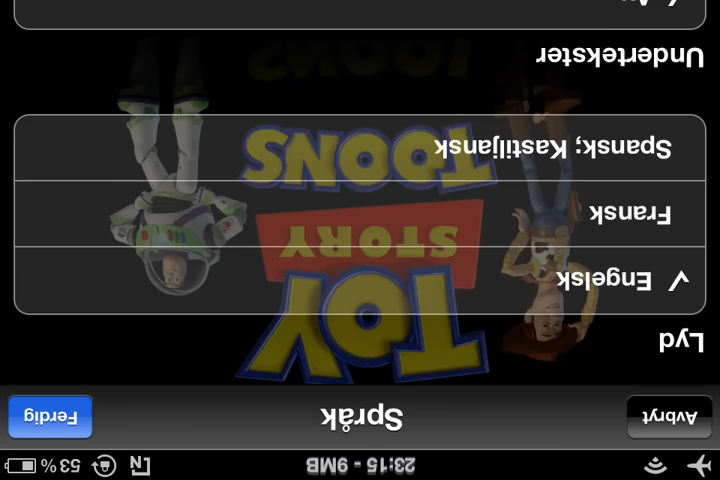 23:15 - 9MB
53 %
Avbryt
Språk
Ferdig
Lyd
✓ Engelsk
Fransk
Spansk; Kastiljansk
TOY
STORY
TOONS
Undertekster